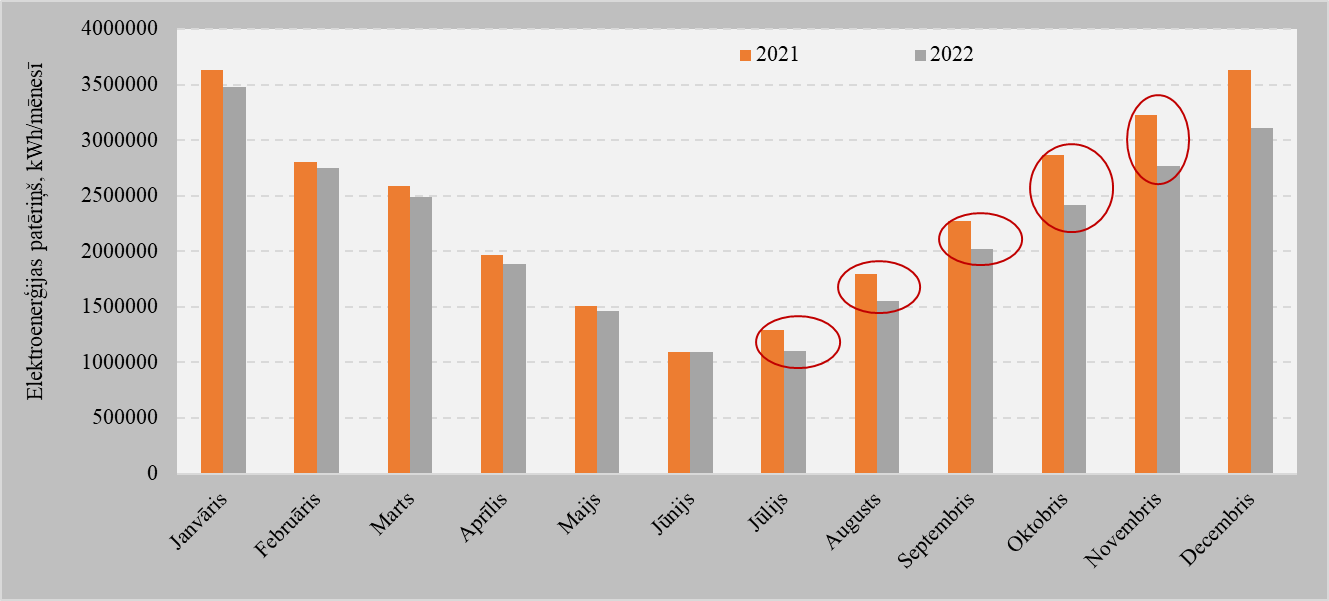 Elektroenerģijas patēriņš, kWh/mēnesī
4000000
3500000
3000000
2500000
2000000
1500000
1000000
500000
0
2021
2022
Janvāris
Februāris
Marts
Aprīlis
Maijs
Jūnijs
Jūlijs
Augusts
Septembris
Oktobris
Novembris
Decembris